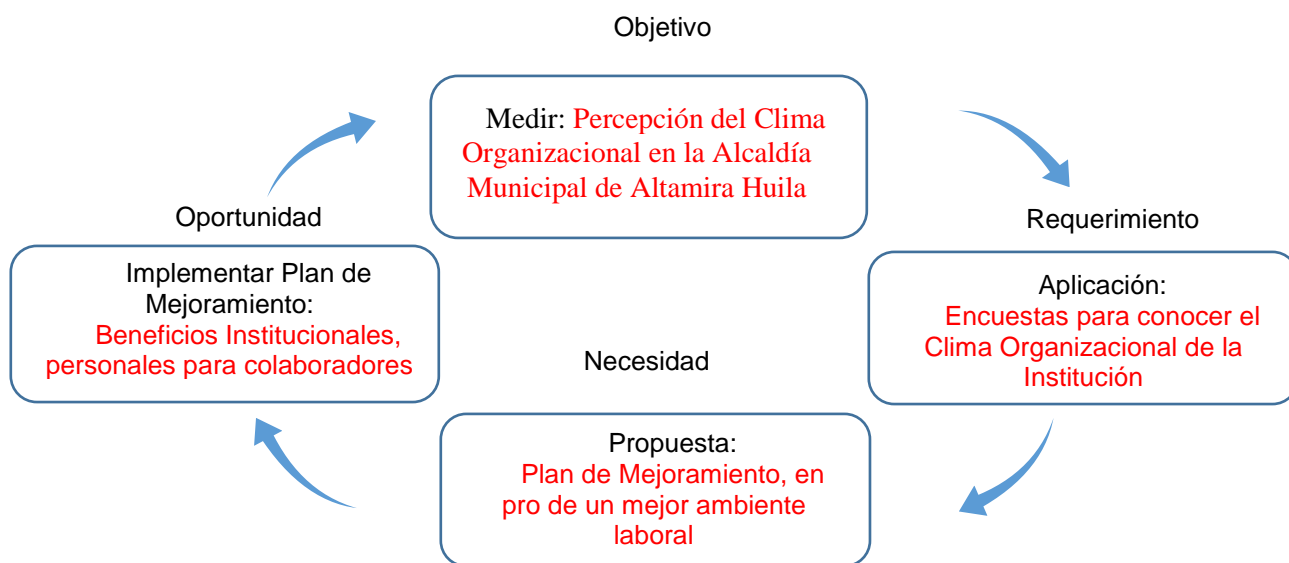 Objetivo
Medir: Percepción del Clima
Organizacional en la Alcaldía
Municipal de Altamira Huila
Requerimiento
Aplicación:
Encuestas para conocer el
Clima Organizacional de la
Institución
Necesidad
Propuesta:
Plan de Mejoramiento, en
pro de un mejor ambiente
laboral
Oportunidad
Implementar Plan de
Mejoramiento:
Beneficios Institucionales,
personales para colaboradores